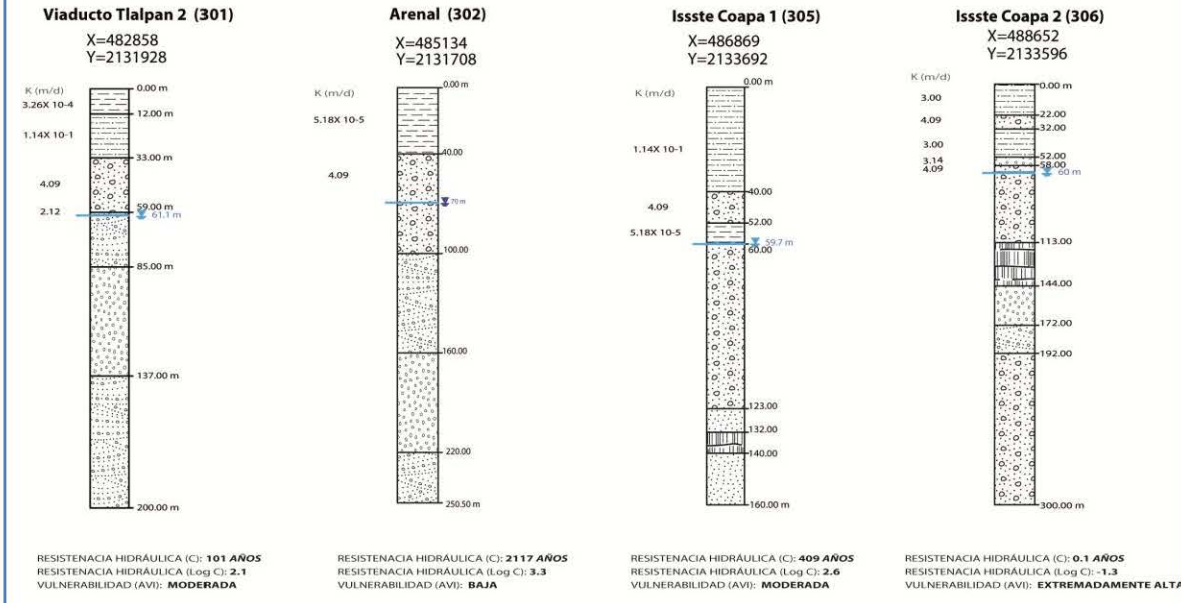 Viaducto Tlalpan 2 (301)
X=482858
Y=2131928
K (m/d)
3.26X 10-4
1.14X 10-1
4.09
2.12
0.00 m
12.00 m
33.00 m
59.00 m
61.1 m
85.00 m
137.00 m
200.00 m
RESISTENACIA HIDRÁULICA (C): 101 AÑOS
RESISTENACIA HIDRÁULICA (Log C): 2.1
VULNERABILIDAD (AVI): MODERADA
Arenal (302)
X=485134
Y=2131708
K (m/d)
5.18X 10-5
4.09
0.00 m
40.00
70 m
100.00
160.00
220.00
250.50 m
RESISTENACIA HIDRÁULICA (C): 2117 AÑOS
RESISTENACIA HIDRÁULICA (Log C): 3.3
VULNERABILIDAD (AVI): BAJA
Issste Coapa 1 (305)
X=486869
Y=2133692
K (m/d)
1.14X 10-1
4.09
5.18X 10-5
0.00 m
40.00
52.00
59.7 m
60.00
123.00
132.00
140.00
160.00 m
RESISTENACIA HIDRÁULICA (C): 409 AÑOS
RESISTENACIA HIDRÁULICA (Log C): 2.6
VULNERABILIDAD (AVI): MODERADA
Issste Coapa 2 (306)
X=488652
Y=2133596
K (m/d)
3.00
4.09
3.00
3.14
4.09
0.00 m
22.00
32.00
52.00
58.00
60 m
113.00
144.00
172.00
192.00
300.00 m
RESISTENACIA HIDRÁULICA (C): 0.1 AÑOS
RESISTENACIA HIDRÁULICA (Log C): -1.3
VULNERABILIDAD (AVI): EXTREMADAMENTE ALTA